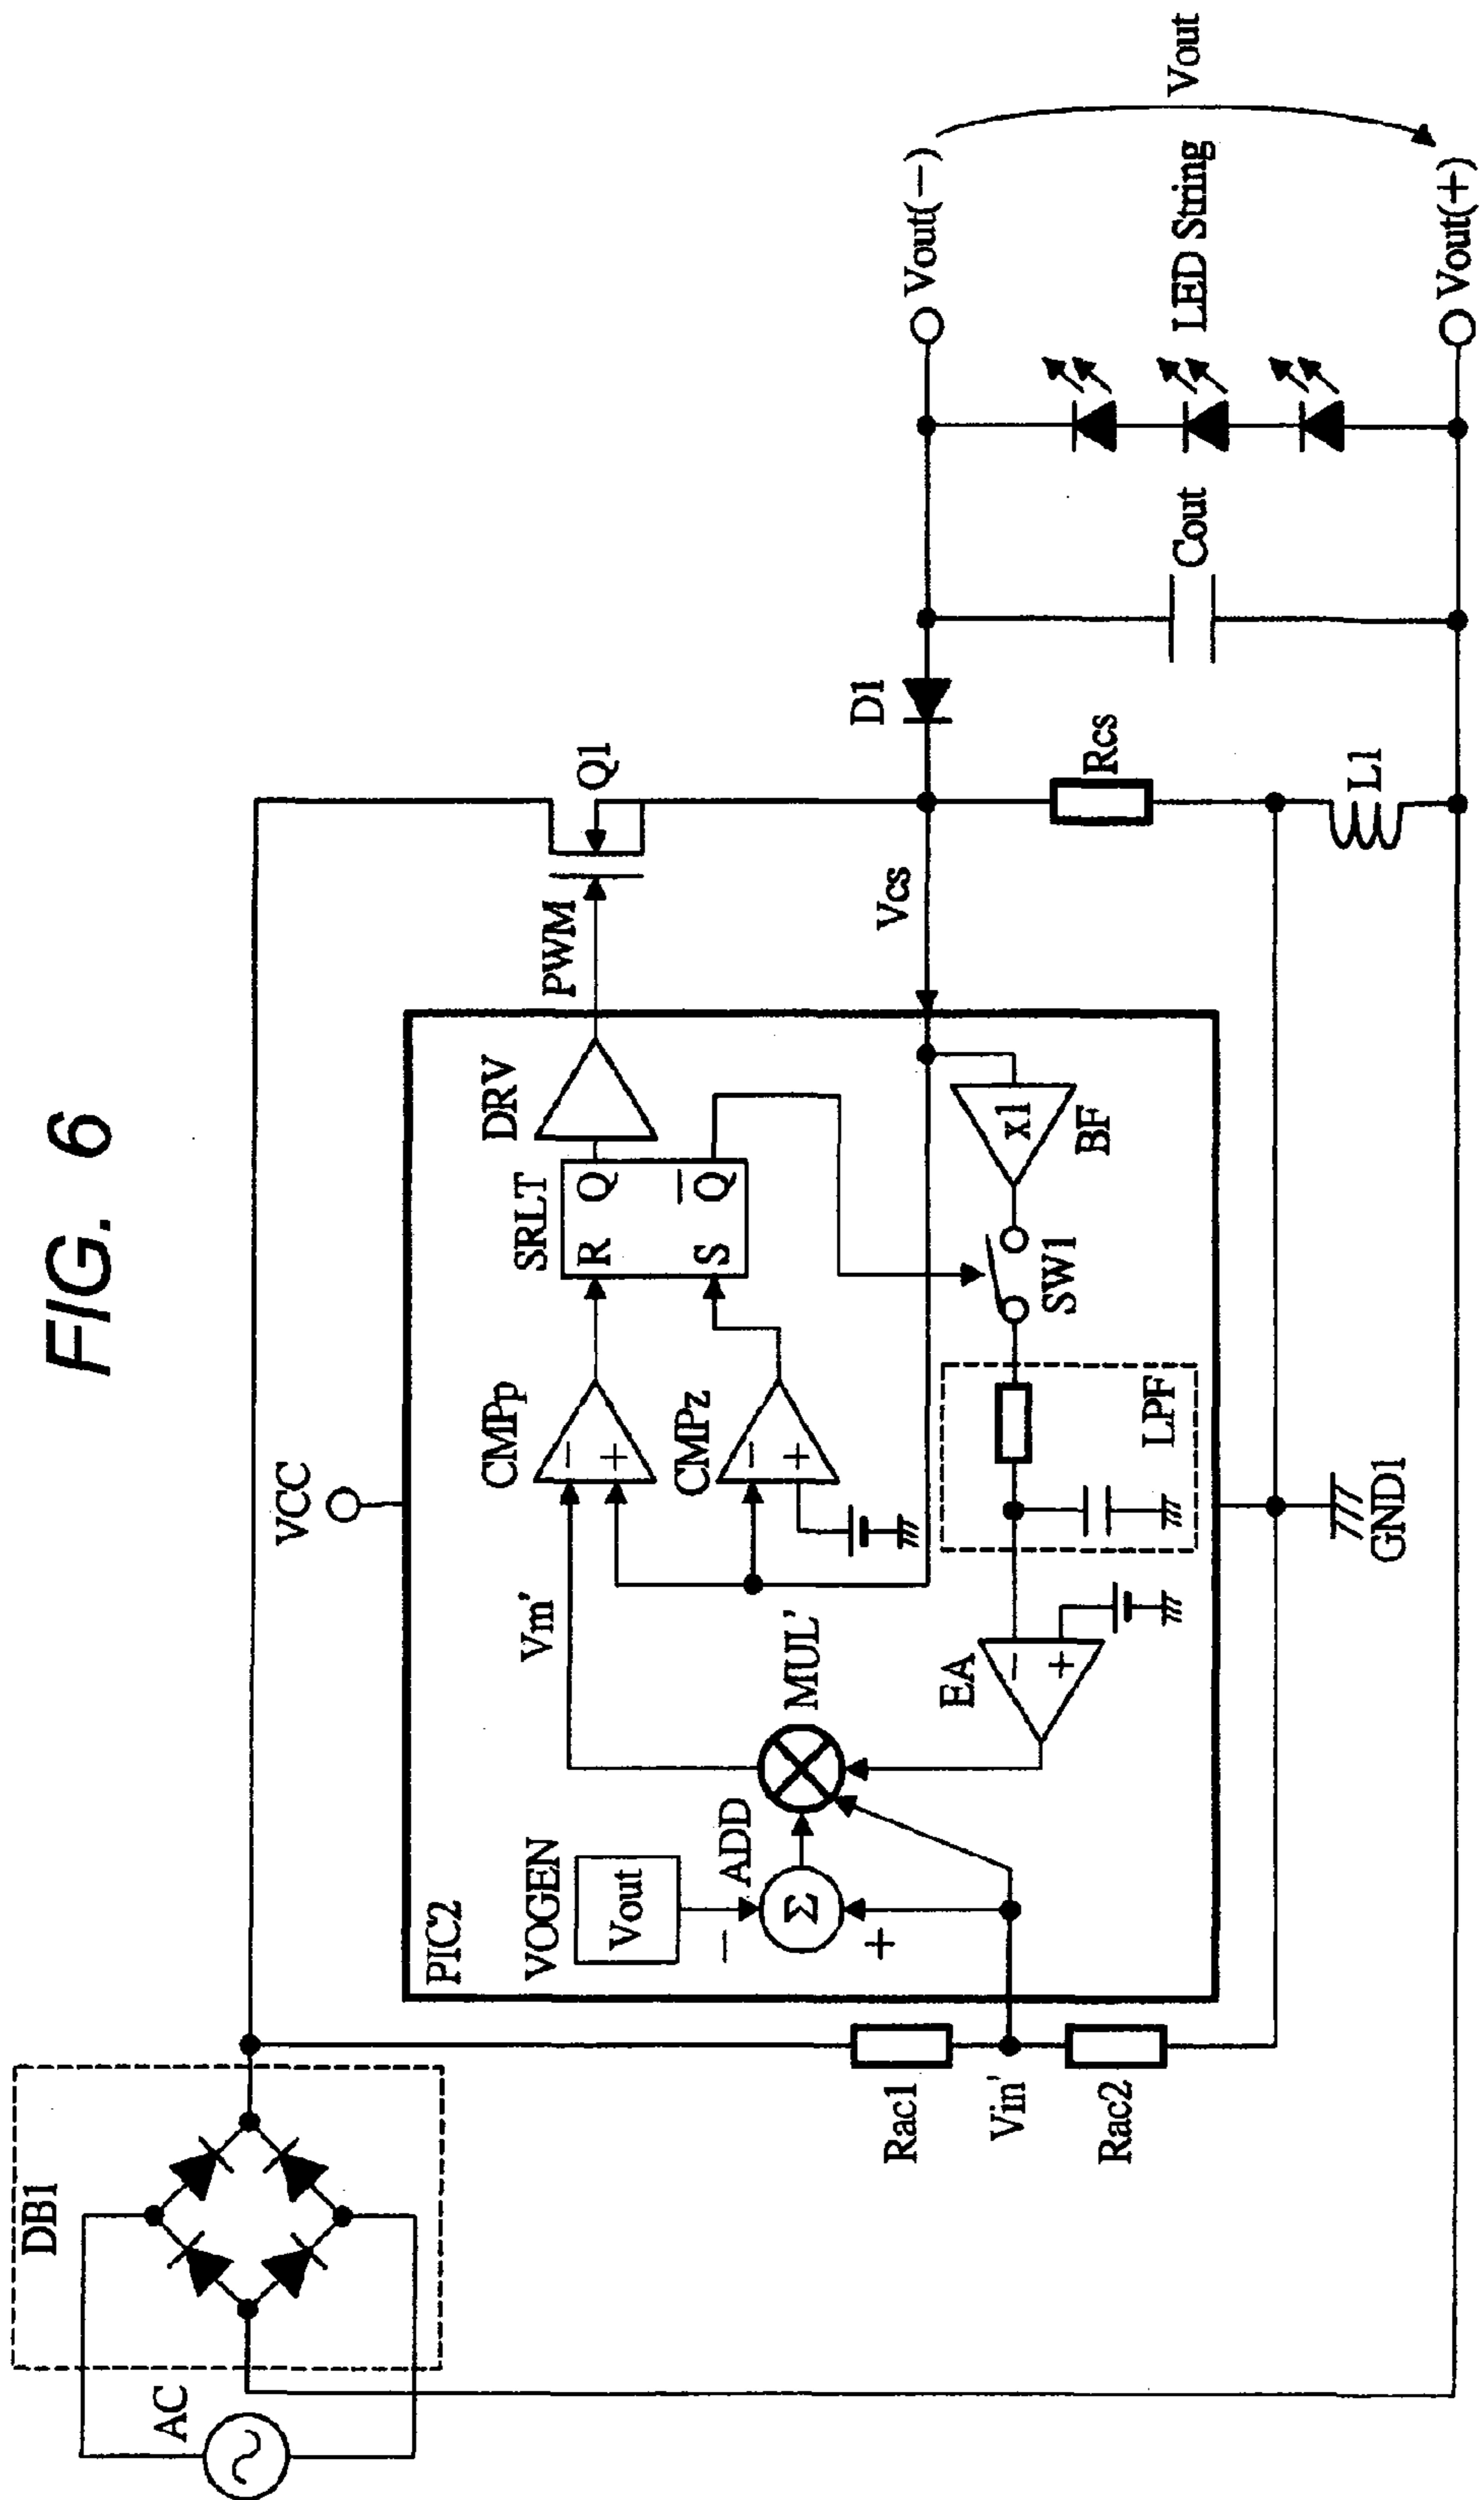 FIG. 6
DB1
AC
VCC
PIC2
VOGEN
Vout
ADD
−
Σ
+
MUL'
Vm'
CMPp
−
+
CMPz
−
+
SRLT
R
Q
S
Q̅
DRV
PWM
Q1
EA
−
+
LPF
SW1
x1
BF
Vcs
D1
Rcs
L1
Cout
LED String
Vout(−)
Vout(+)
Vout
Rac1
Vin'
Rac2
GND1